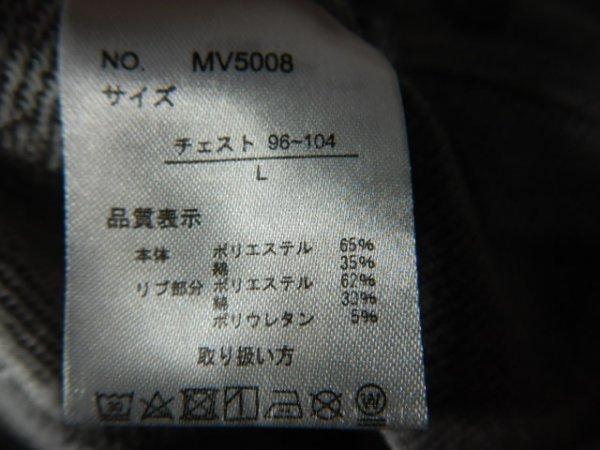 NO. MV5008
サイズ
チェスト 96~104
L
品質表示
本体 ポリエステル 65%
綿 35%
リブ部分 ポリエステル 62%
綿 33%
ポリウレタン 5%
取り扱い方
30
W